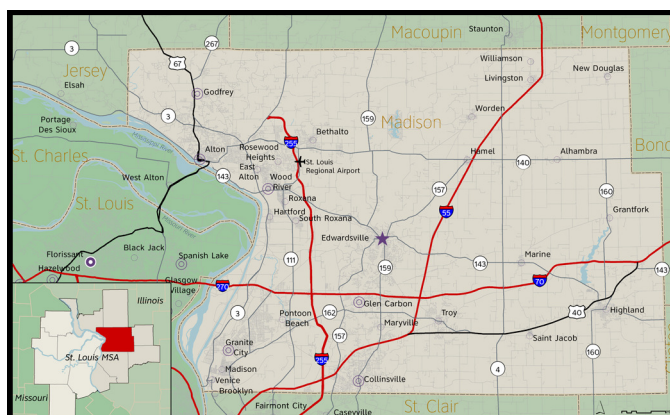 Staunton
Macoupin
Montgomery
3
267
67
Jersey
Elsah
Godfrey
Williamson
Livingston
New Douglas
3
159
Worden
Portage
Des Sioux
Mississippi River
Madison
255
Bethalto
Alton
Rosewood
Heights
St. Louis
Regional Airport
Hamel
140
Alhambra
Bond
St. Charles
143
East
Alton
West Alton
Wood
River
157
160
St. Louis
Roxana
Hartford
South Roxana
55
Grantfork
Edwardsville
Florissant
Black Jack
Spanish Lake
111
159
143
Marine
143
Hazelwood
Glasgow
Village
270
70
Illinois
3
Pontoon
Beach
162
Glen Carbon
157
Maryville
Troy
40
Highland
St. Louis MSA
Granite
City
255
Saint Jacob
160
Madison
Venice
Brooklyn
Collinsville
4
Missouri
Fairmont City
Caseyville
St. Clair